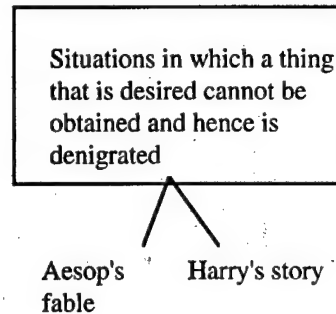 Situations in which a thing
that is desired cannot be
obtained and hence is
denigrated
Aesop's
fable
Harry's story